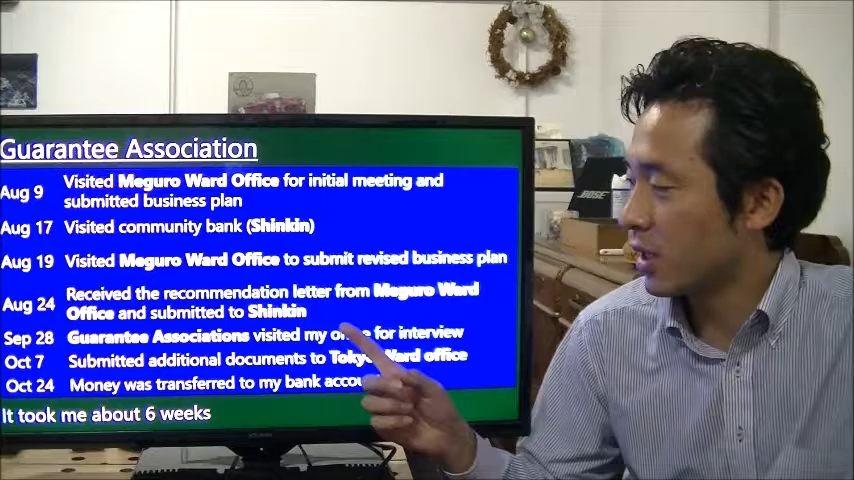 Guarantee Association
Aug 9 Visited Meguro Ward Office for initial meeting and
submitted business plan
Aug 17 Visited community bank (Shinkin)
Aug 19 Visited Meguro Ward Office to submit revised business plan
Aug 24 Received the recommendation letter from Meguro Ward
Office and submitted to Shinkin
Sep 28 Guarantee Associations visited my for interview
Oct 7 Submitted additional documents to Ward office
Oct 24 Money was transferred to my bank
It took me about 6 weeks
BOSE